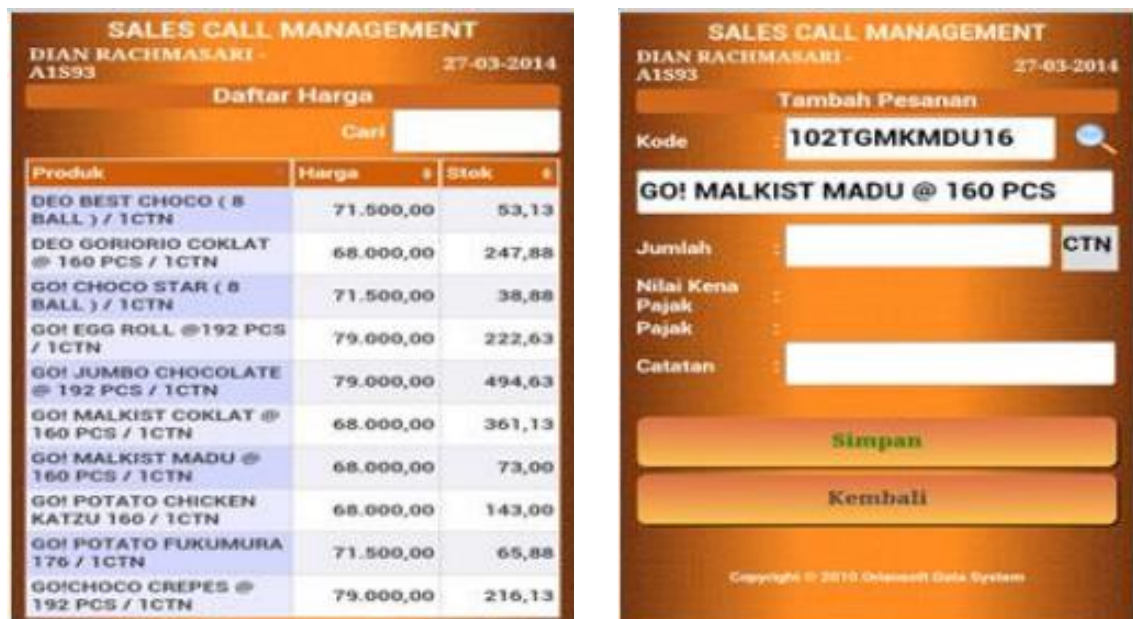 SALES CALL MANAGEMENT
DIAN RACHMASARI -
A1S93
27-03-2014
Daftar Harga
Cari
Produk Harga Stok
DEO BEST CHOCO ( 8
BALL ) / 1CTN
71.500,00 53,13
DEO GORIORIO COKLAT
@ 160 PCS / 1CTN
68.000,00 247,88
GO! CHOCO STAR ( 8
BALL ) / 1CTN
71.500,00 38,88
GO! EGG ROLL @192 PCS
/ 1CTN
79.000,00 222,63
GO! JUMBO CHOCOLATE
@ 192 PCS / 1CTN
79.000,00 494,63
GO! MALKIST COKLAT @
160 PCS / 1CTN
68.000,00 361,13
GO! MALKIST MADU @
160 PCS / 1CTN
68.000,00 73,00
GO! POTATO CHICKEN
KATZU 160 / 1CTN
68.000,00 143,00
GO! POTATO FUKUMURA
176 / 1CTN
71.500,00 65,88
GO!CHOCO CREPES @
192 PCS / 1CTN
79.000,00 216,13
SALES CALL MANAGEMENT
DIAN RACHMASARI -
A1S93
27-03-2014
Tambah Pesanan
Kode : 102TGMKMDU16
GO! MALKIST MADU @ 160 PCS
Jumlah : CTN
Nilai Kena
Pajak :
Pajak :
Catatan :
Simpan
Kembali
Copyright © 2010 Orlansoft Data System